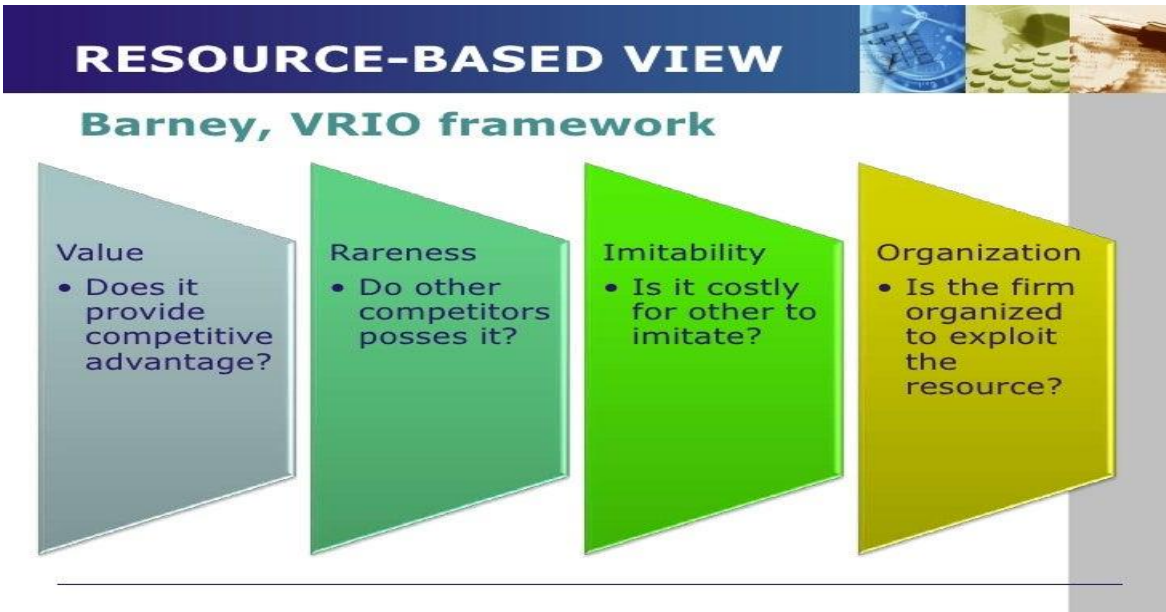 RESOURCE-BASED VIEW
Barney, VRIO framework
Value
• Does it
provide
competitive
advantage?
Rareness
• Do other
competitors
posses it?
Imitability
• Is it costly
for other to
imitate?
Organization
• Is the firm
organized
to exploit
the
resource?